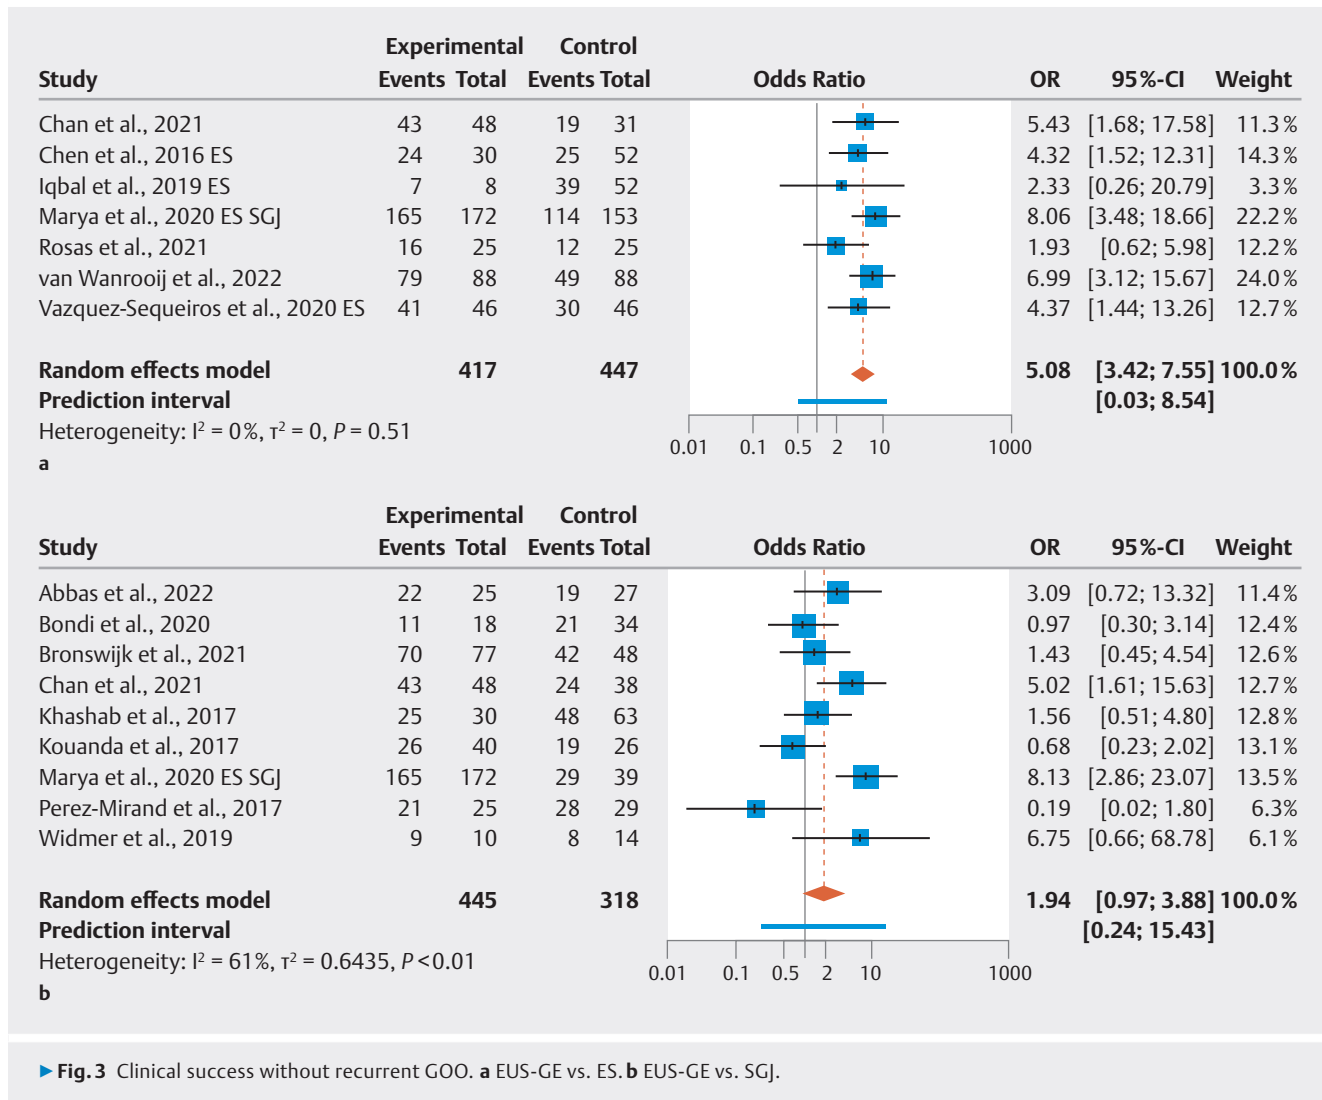 Experimental Control
Study Events Total Events Total Odds Ratio OR 95%-CI Weight
Chan et al., 2021 43 48 19 31 5.43 [1.68; 17.58] 11.3%
Chen et al., 2016 ES 24 30 25 52 4.32 [1.52; 12.31] 14.3%
Iqbal et al., 2019 ES 7 8 39 52 2.33 [0.26; 20.79] 3.3%
Marya et al., 2020 ES SGJ 165 172 114 153 8.06 [3.48; 18.66] 22.2%
Rosas et al., 2021 16 25 12 25 1.93 [0.62; 5.98] 12.2%
van Wanrooij et al., 2022 79 88 49 88 6.99 [3.12; 15.67] 24.0%
Vazquez-Sequeiros et al., 2020 ES 41 46 30 46 4.37 [1.44; 13.26] 12.7%
Random effects model 417 447 5.08 [3.42; 7.55] 100.0%
Prediction interval [0.03; 8.54]
Heterogeneity: I² = 0%, τ² = 0, P = 0.51
0.01 0.1 0.5 2 10 1000
a
Experimental Control
Study Events Total Events Total Odds Ratio OR 95%-CI Weight
Abbas et al., 2022 22 25 19 27 3.09 [0.72; 13.32] 11.4%
Bondi et al., 2020 11 18 21 34 0.97 [0.30; 3.14] 12.4%
Bronswijk et al., 2021 70 77 42 48 1.43 [0.45; 4.54] 12.6%
Chan et al., 2021 43 48 24 38 5.02 [1.61; 15.63] 12.7%
Khashab et al., 2017 25 30 48 63 1.56 [0.51; 4.80] 12.8%
Kouanda et al., 2017 26 40 19 26 0.68 [0.23; 2.02] 13.1%
Marya et al., 2020 ES SGJ 165 172 29 39 8.13 [2.86; 23.07] 13.5%
Perez-Mirand et al., 2017 21 25 28 29 0.19 [0.02; 1.80] 6.3%
Widmer et al., 2019 9 10 8 14 6.75 [0.66; 68.78] 6.1%
Random effects model 445 318 1.94 [0.97; 3.88] 100.0%
Prediction interval [0.24; 15.43]
Heterogeneity: I² = 61%, τ² = 0.6435, P < 0.01
0.01 0.1 0.5 2 10 1000
b
▶ Fig. 3 Clinical success without recurrent GOO. a EUS-GE vs. ES. b EUS-GE vs. SGJ.